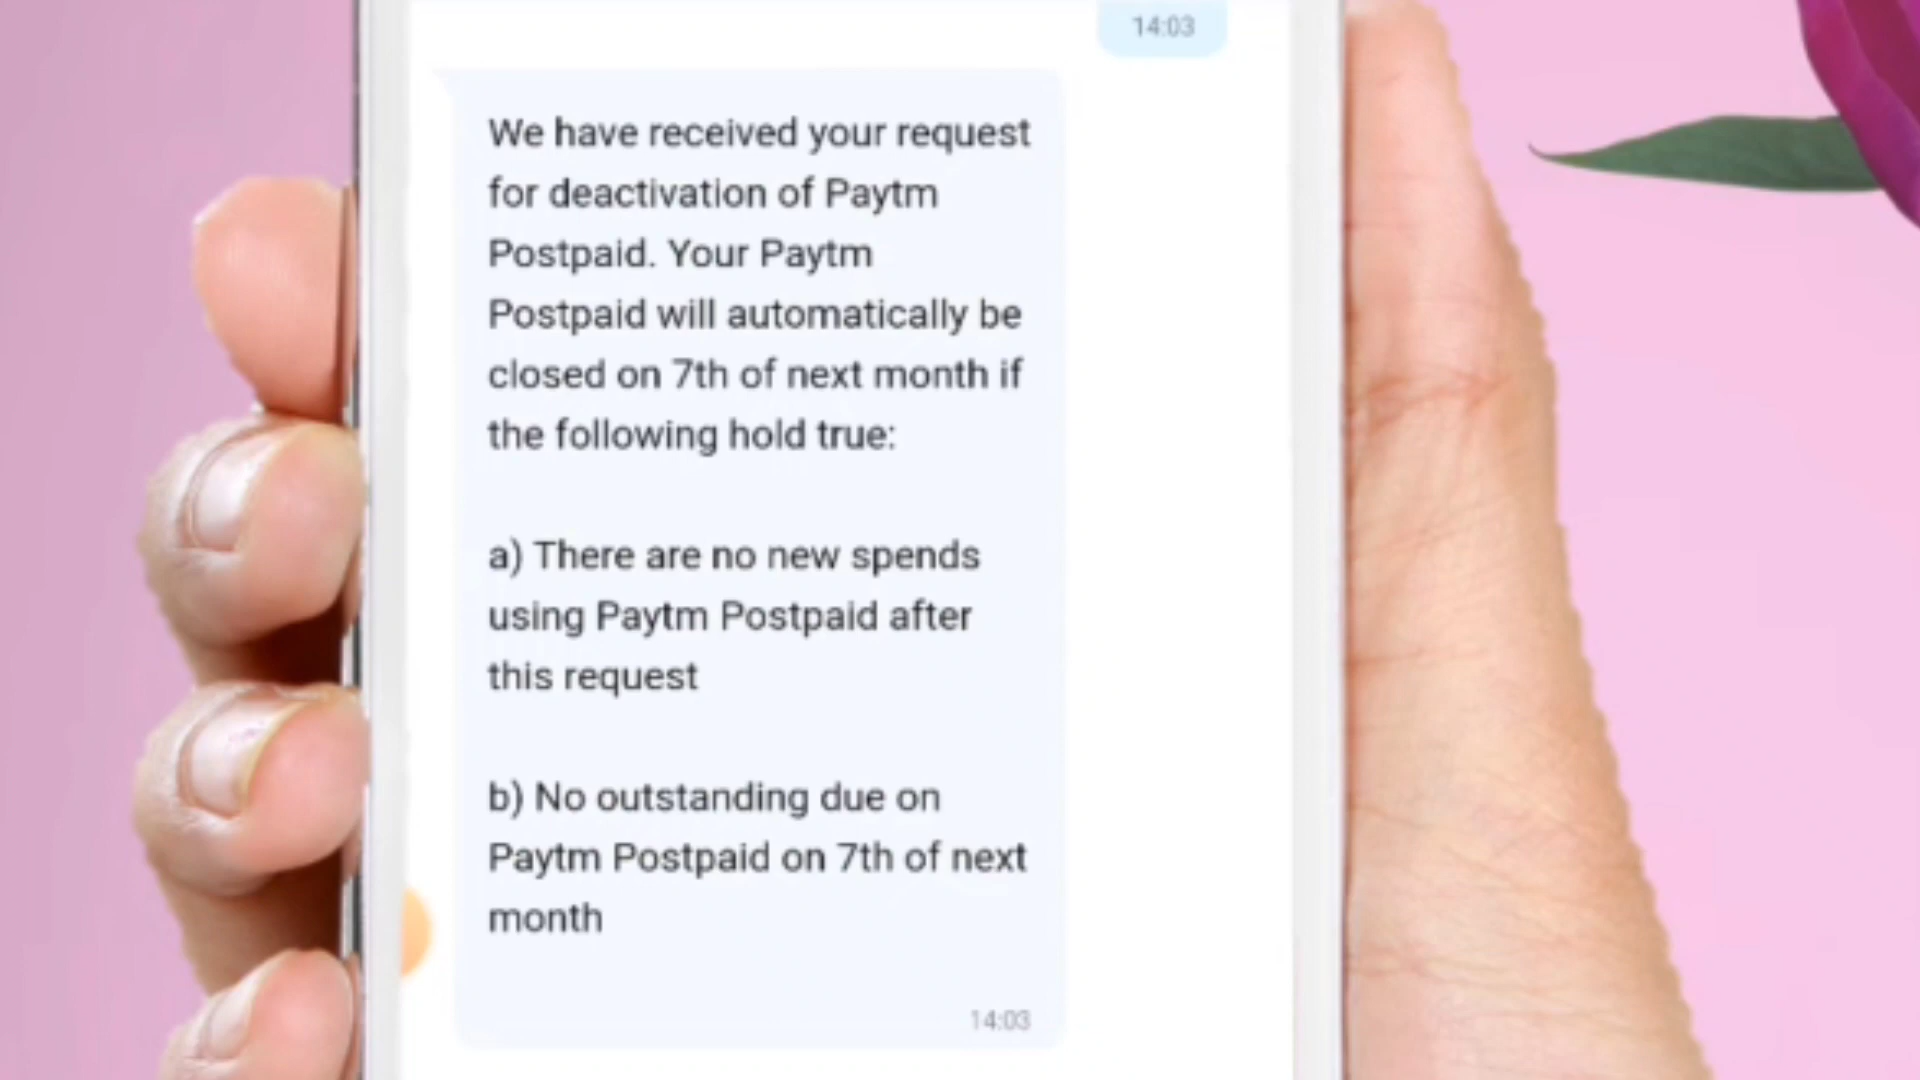 14:03
We have received your request
for deactivation of Paytm
Postpaid. Your Paytm
Postpaid will automatically be
closed on 7th of next month if
the following hold true:
a) There are no new spends
using Paytm Postpaid after
this request
b) No outstanding due on
Paytm Postpaid on 7th of next
month
14:03